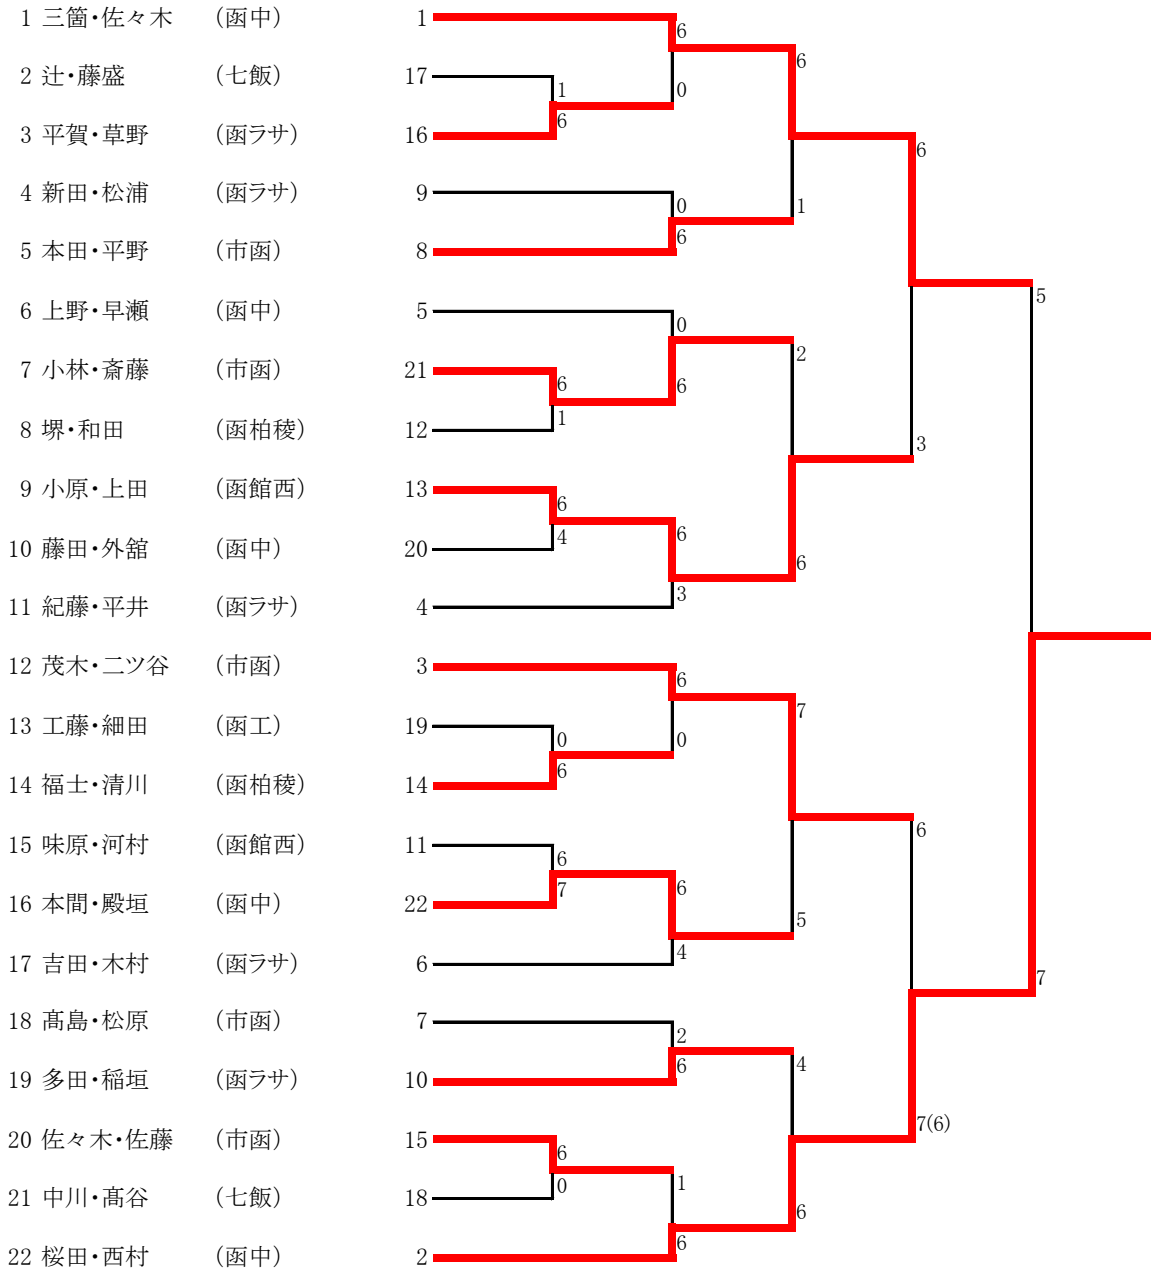 1 三箇・佐々木 (函中) 1
6
6
2 辻・藤盛 (七飯) 17
1
0
6
3 平賀・草野 (函ラサ) 16
6
4 新田・松浦 (函ラサ) 9
0
1
6
5 本田・平野 (市函) 8
5
6 上野・早瀬 (函中) 5
0
2
7 小林・斎藤 (市函) 21
6
6
1
8 堺・和田 (函柏稜) 12
3
9 小原・上田 (函館西) 13
6
4
6
10 藤田・外舘 (函中) 20
6
3
11 紀藤・平井 (函ラサ) 4
12 茂木・二ツ谷 (市函) 3
6
7
13 工藤・細田 (函工) 19
0
0
6
14 福士・清川 (函柏稜) 14
6
15 味原・河村 (函館西) 11
6
7
6
16 本間・殿垣 (函中) 22
5
4
17 吉田・木村 (函ラサ) 6
7
18 髙島・松原 (市函) 7
2
6
4
19 多田・稲垣 (函ラサ) 10
7(6)
20 佐々木・佐藤 (市函) 15
6
0
1
21 中川・髙谷 (七飯) 18
6
6
22 桜田・西村 (函中) 2